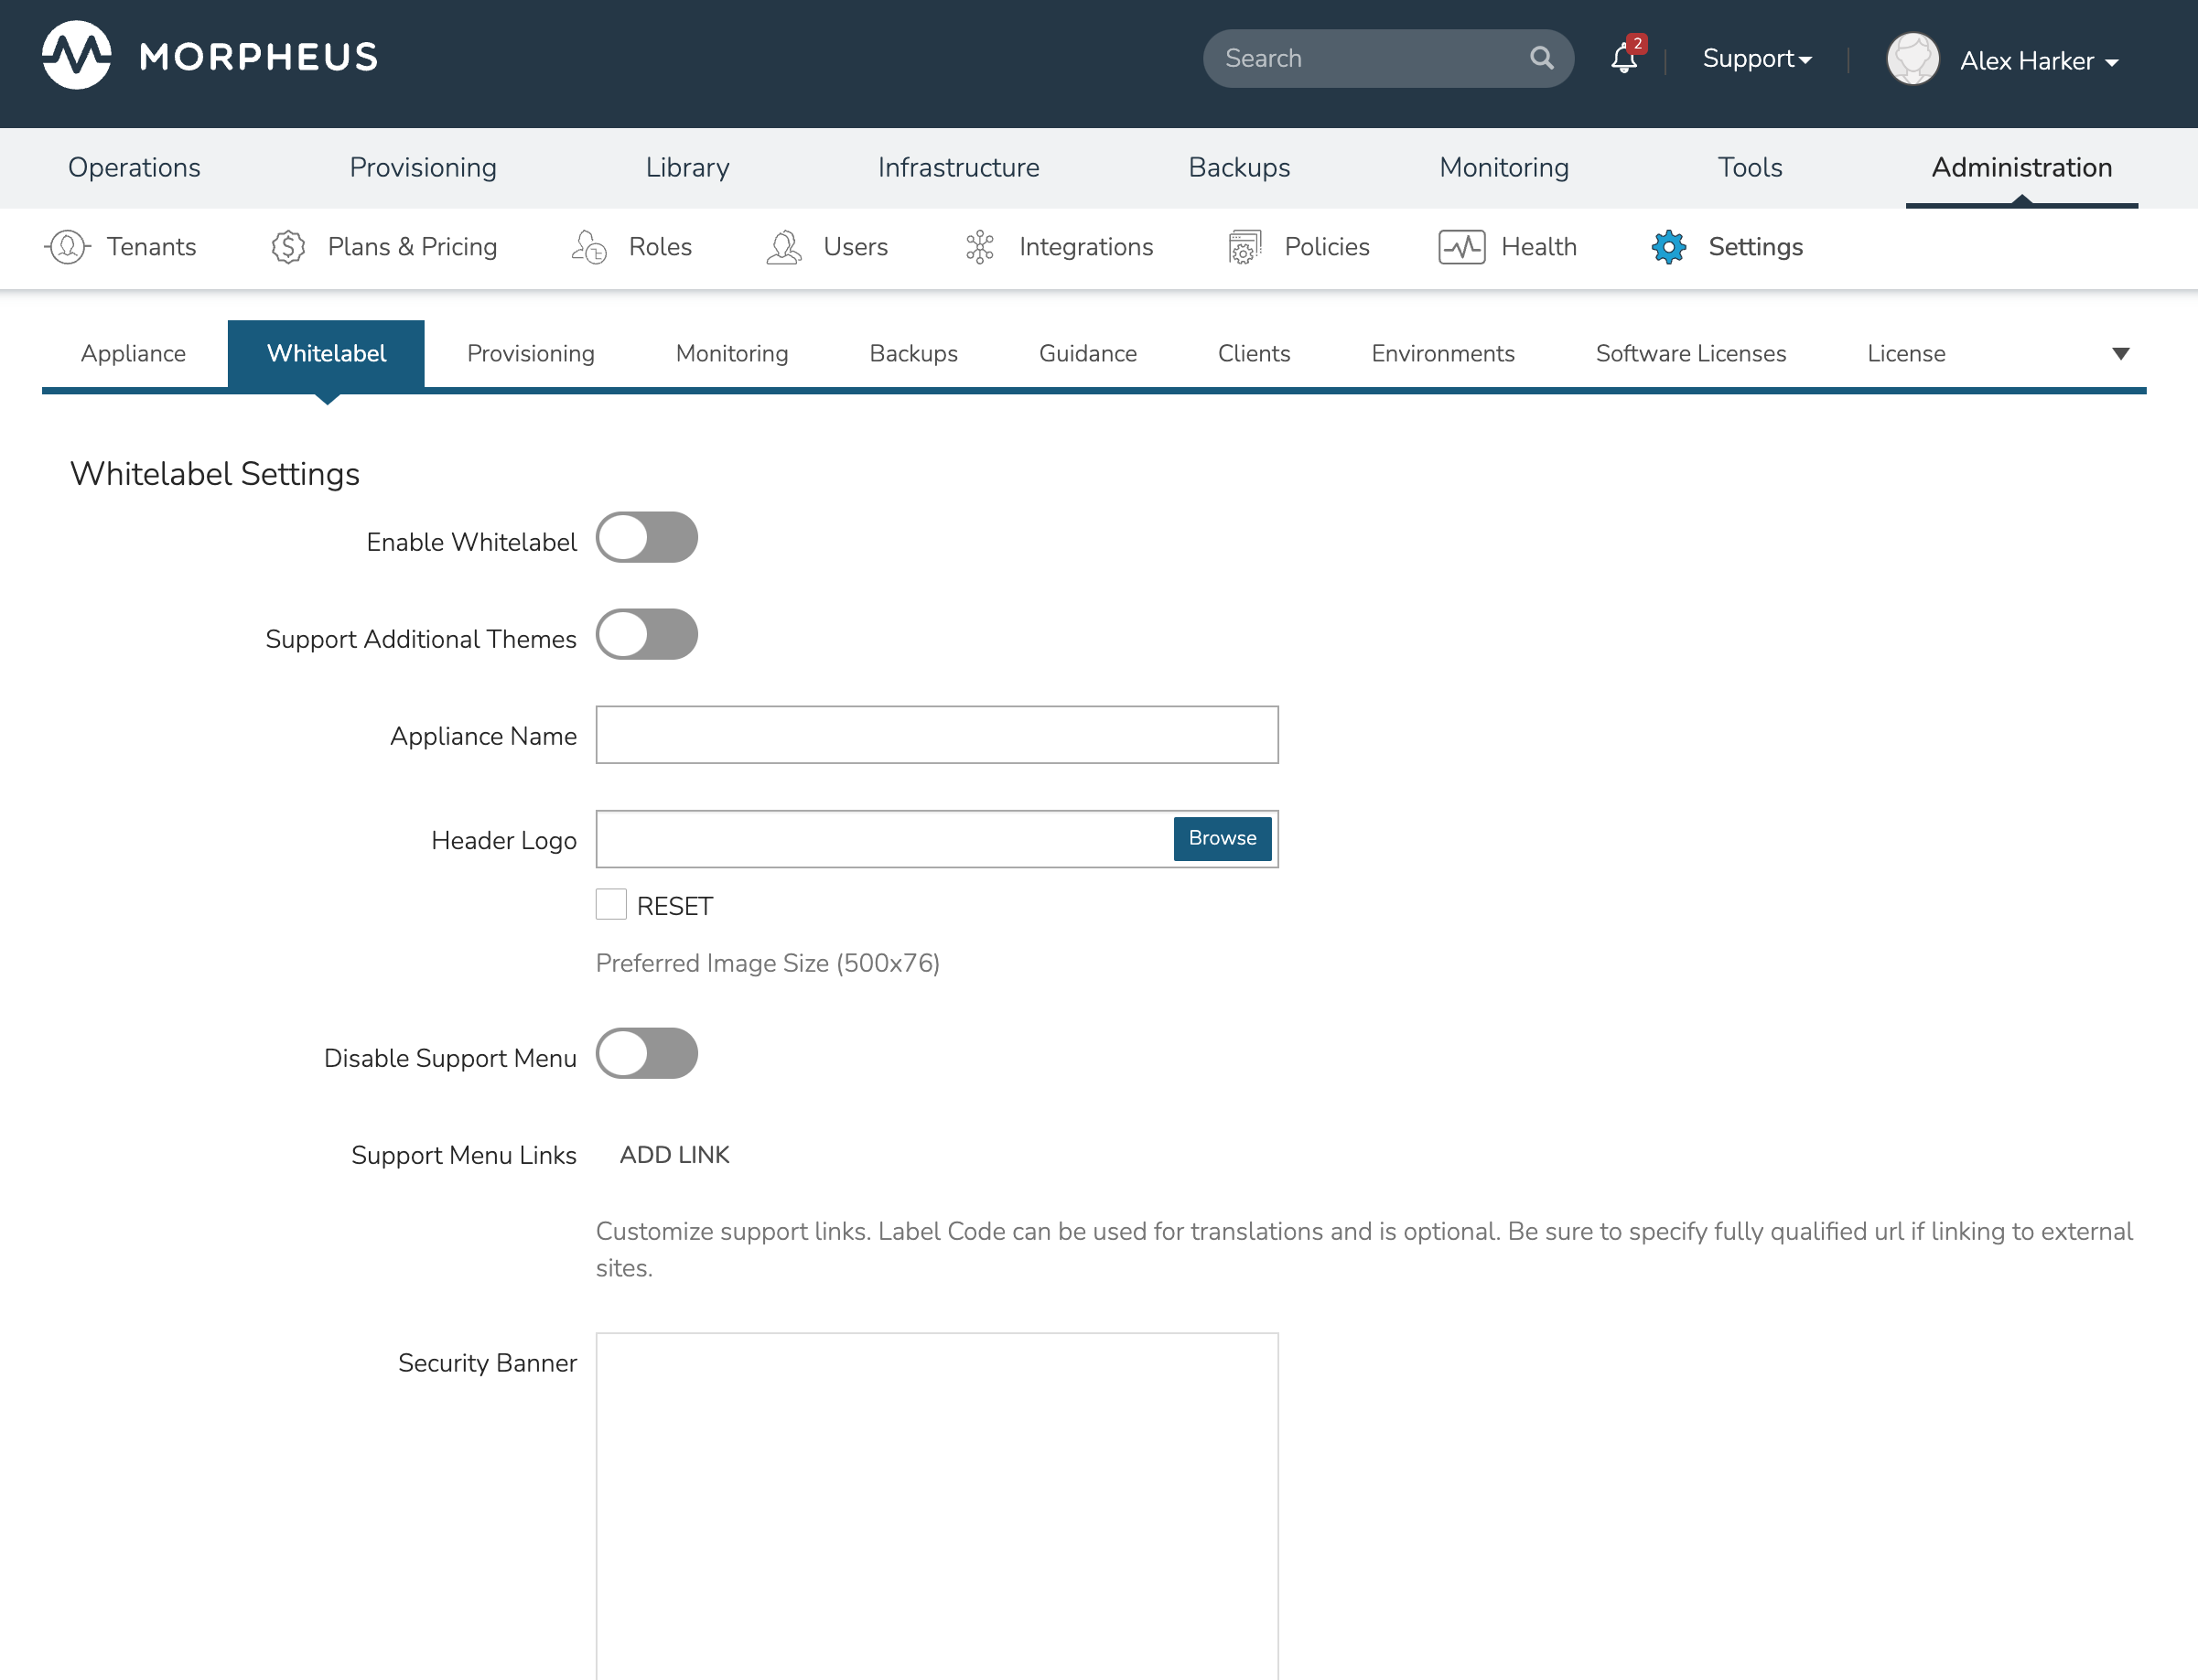 MORPHEUS
Search
2
Support
Alex Harker
Operations Provisioning Library Infrastructure Backups Monitoring Tools Administration
Tenants Plans & Pricing Roles Users Integrations Policies Health Settings
Appliance Whitelabel Provisioning Monitoring Backups Guidance Clients Environments Software Licenses License
Whitelabel Settings
Enable Whitelabel
Support Additional Themes
Appliance Name
Header Logo Browse
RESET
Preferred Image Size (500x76)
Disable Support Menu
Support Menu Links ADD LINK
Customize support links. Label Code can be used for translations and is optional. Be sure to specify fully qualified url if linking to external
sites.
Security Banner